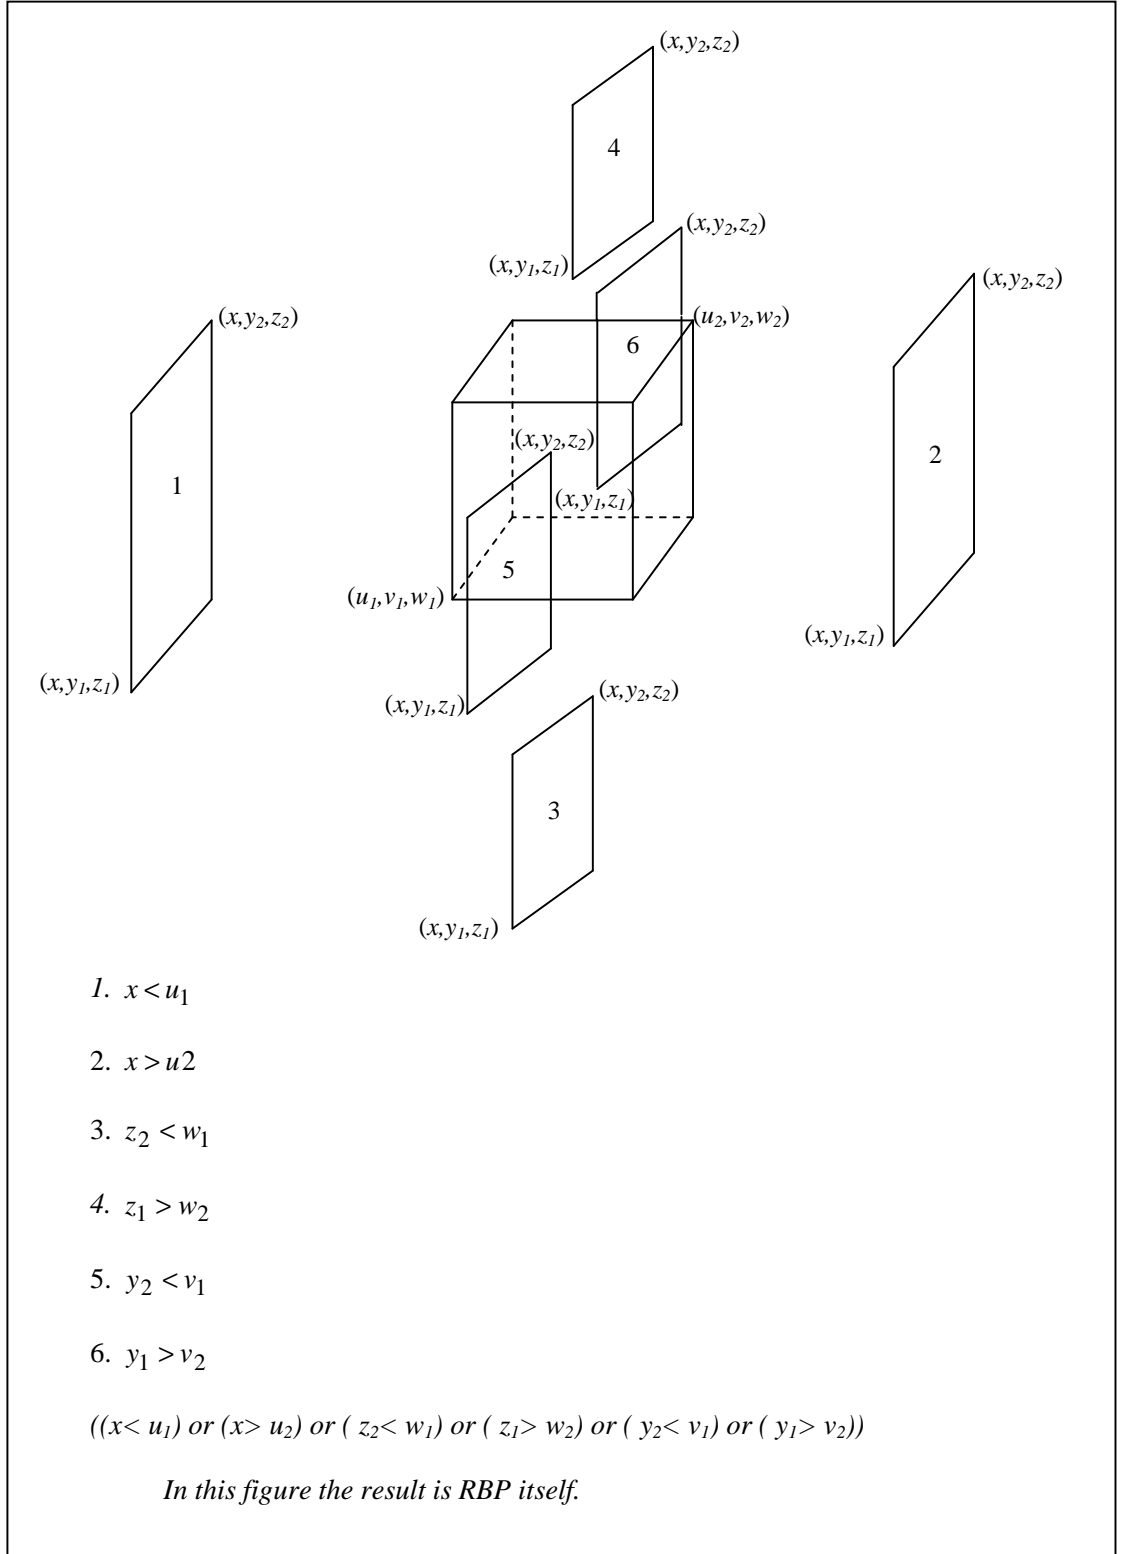 (x,y₂,z₂)
4
(x,y₂,z₂)
(x,y₁,z₁)
(x,y₂,z₂)
(x,y₂,z₂)
(u₂,v₂,w₂)
6
(x,y₂,z₂)
2
1
(x,y₁,z₁)
5
(u₁,v₁,w₁)
(x,y₁,z₁)
(x,y₁,z₁)
(x,y₂,z₂)
(x,y₁,z₁)
3
(x,y₁,z₁)
1. x < u₁
2. x > u2
3. z₂ < w₁
4. z₁ > w₂
5. y₂ < v₁
6. y₁ > v₂
((x< u₁) or (x> u₂) or ( z₂< w₁) or ( z₁> w₂) or ( y₂< v₁) or ( y₁> v₂))
In this figure the result is RBP itself.